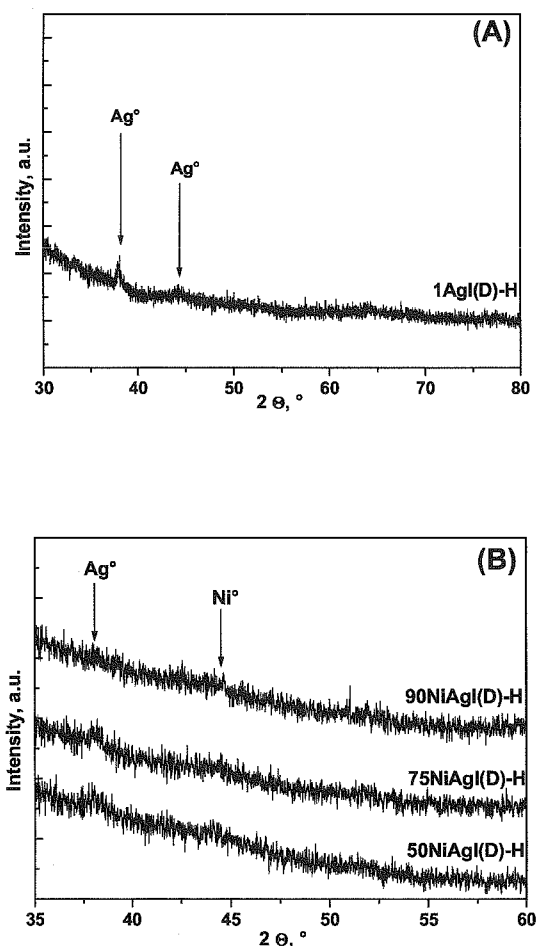 (A)
Ag°
Ag°
Intensity, a.u.
1AgI(D)-H
30 40 50 60 70 80
2 Θ, °
(B)
Ag°
Ni°
Intensity, a.u.
90NiAgI(D)-H
75NiAgI(D)-H
50NiAgI(D)-H
35 40 45 50 55 60
2 Θ, °